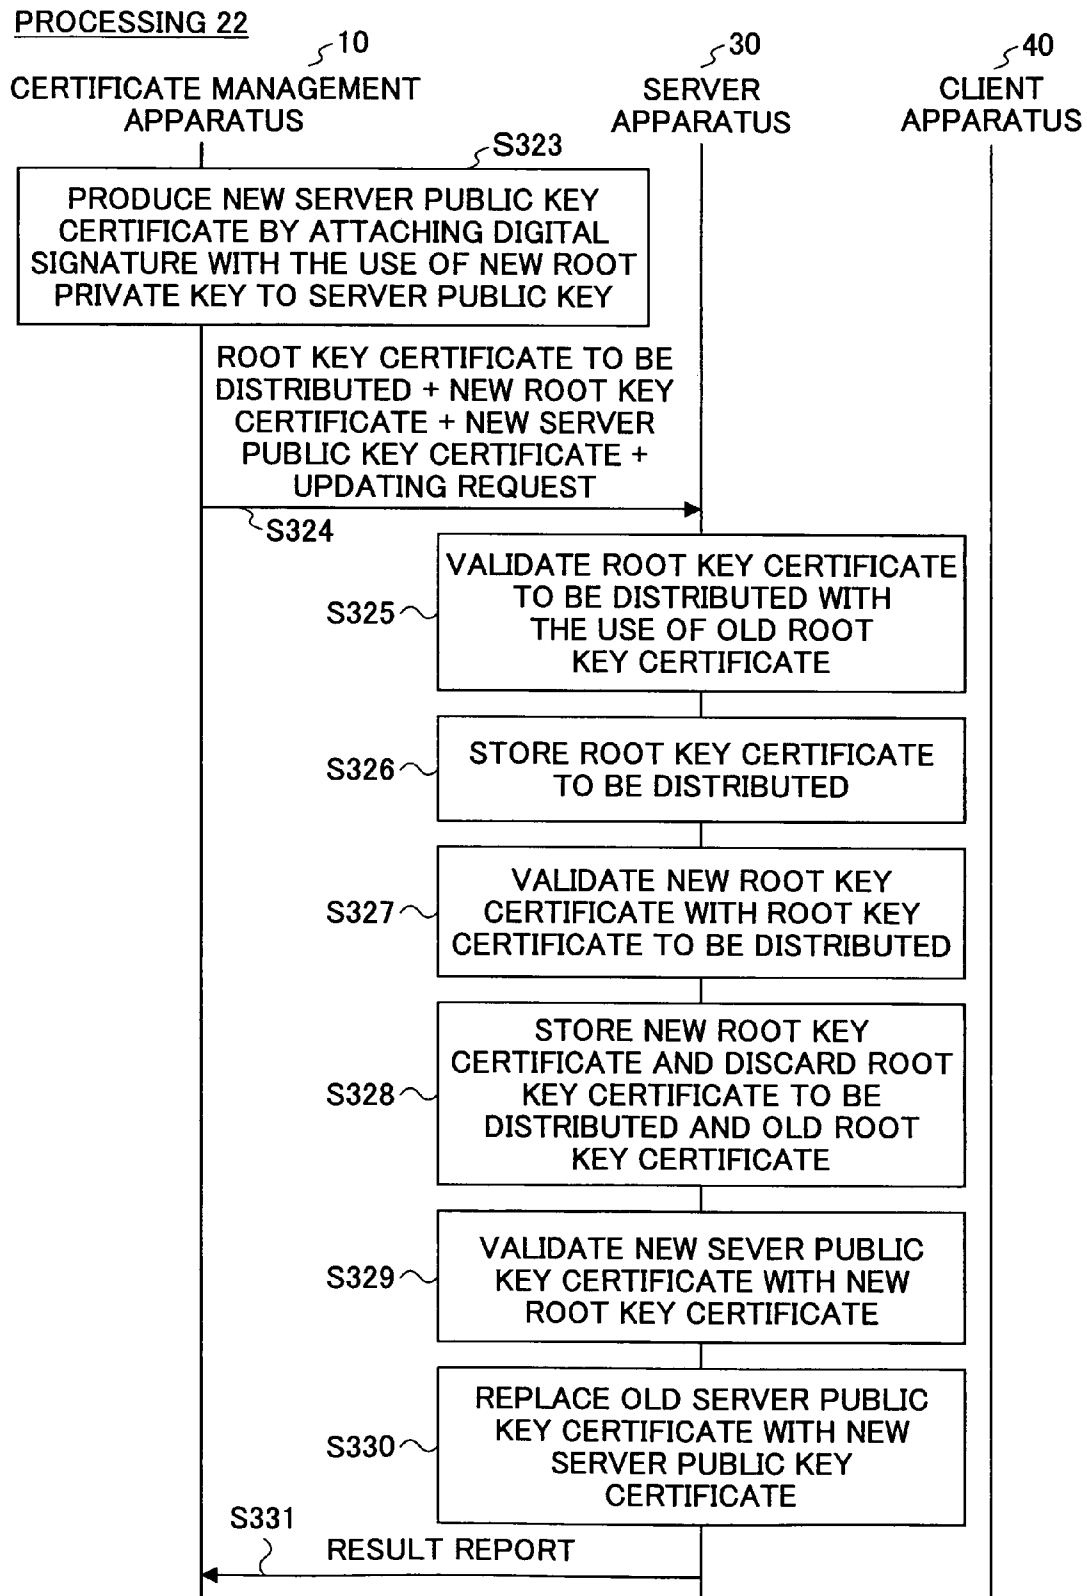 PROCESSING 22
10
30
40
CERTIFICATE MANAGEMENT
APPARATUS
SERVER
APPARATUS
CLIENT
APPARATUS
S323
PRODUCE NEW SERVER PUBLIC KEY
CERTIFICATE BY ATTACHING DIGITAL
SIGNATURE WITH THE USE OF NEW ROOT
PRIVATE KEY TO SERVER PUBLIC KEY
ROOT KEY CERTIFICATE TO BE
DISTRIBUTED + NEW ROOT KEY
CERTIFICATE + NEW SERVER
PUBLIC KEY CERTIFICATE +
UPDATING REQUEST
S324
S325
VALIDATE ROOT KEY CERTIFICATE
TO BE DISTRIBUTED WITH
THE USE OF OLD ROOT
KEY CERTIFICATE
S326
STORE ROOT KEY CERTIFICATE
TO BE DISTRIBUTED
S327
VALIDATE NEW ROOT KEY
CERTIFICATE WITH ROOT KEY
CERTIFICATE TO BE DISTRIBUTED
S328
STORE NEW ROOT KEY
CERTIFICATE AND DISCARD ROOT
KEY CERTIFICATE TO BE
DISTRIBUTED AND OLD ROOT
KEY CERTIFICATE
S329
VALIDATE NEW SEVER PUBLIC
KEY CERTIFICATE WITH NEW
ROOT KEY CERTIFICATE
S330
REPLACE OLD SERVER PUBLIC
KEY CERTIFICATE WITH NEW
SERVER PUBLIC KEY
CERTIFICATE
S331
RESULT REPORT